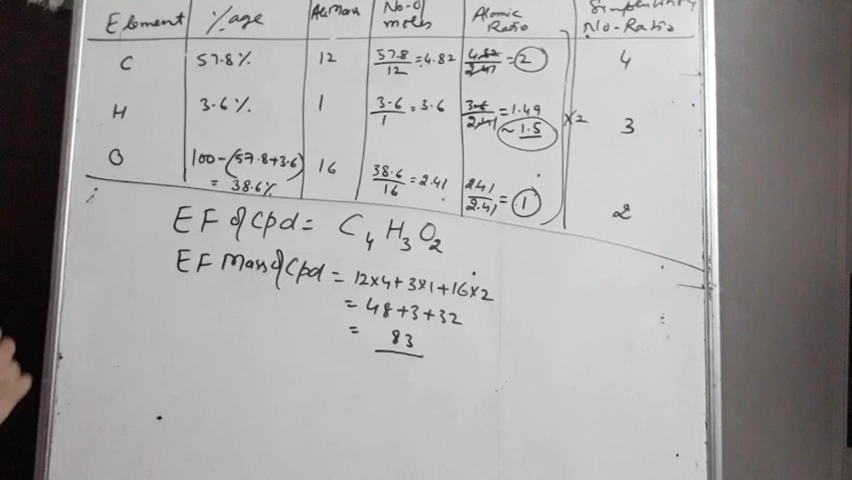 Element %age At.Mass No-of moles Atomic Ratio No-Ratio
C 57.8% 12 57.8/12 = 4.82 4.82/2.41 = 2 4
H 3.6% 1 3.6/1 = 3.6 3.6/2.41 = 1.49 ~ 1.5 ×2 3
O 100-(57.8+3.6) = 38.6% 16 38.6/16 = 2.41 2.41/2.41 = 1 2
EF of Cpd = C4H3O2
EF Mass of Cpd = 12×4+3×1+16×2
= 48+3+32
= 83